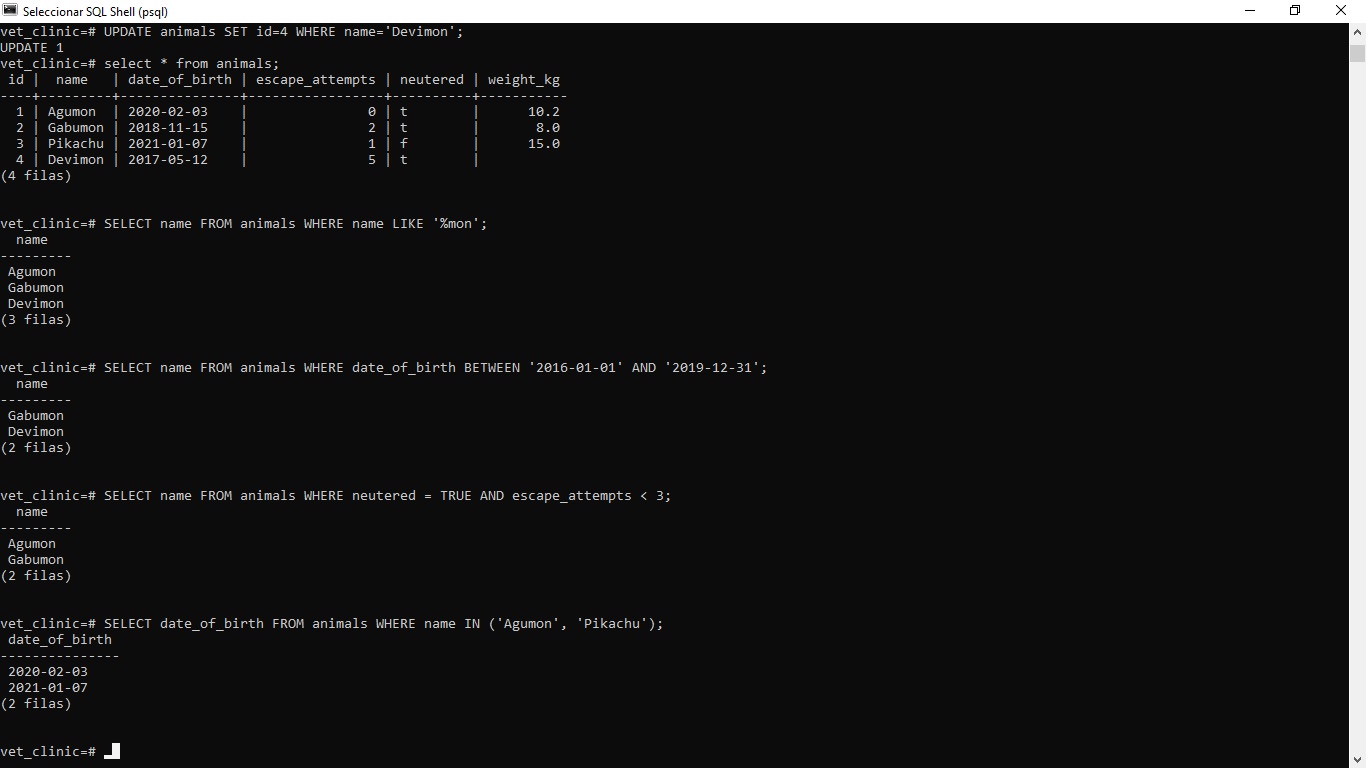 Seleccionar SQL Shell (psql)
vet_clinic=# UPDATE animals SET id=4 WHERE name='Devimon';
UPDATE 1
vet_clinic=# select * from animals;
 id |  name   | date_of_birth | escape_attempts | neutered | weight_kg
----+---------+---------------+-----------------+----------+-----------
  1 | Agumon  | 2020-02-03    |               0 | t        |      10.2
  2 | Gabumon | 2018-11-15    |               2 | t        |       8.0
  3 | Pikachu | 2021-01-07    |               1 | f        |      15.0
  4 | Devimon | 2017-05-12    |               5 | t        |
(4 filas)
vet_clinic=# SELECT name FROM animals WHERE name LIKE '%mon';
  name
---------
 Agumon
 Gabumon
 Devimon
(3 filas)
vet_clinic=# SELECT name FROM animals WHERE date_of_birth BETWEEN '2016-01-01' AND '2019-12-31';
  name
---------
 Gabumon
 Devimon
(2 filas)
vet_clinic=# SELECT name FROM animals WHERE neutered = TRUE AND escape_attempts < 3;
  name
---------
 Agumon
 Gabumon
(2 filas)
vet_clinic=# SELECT date_of_birth FROM animals WHERE name IN ('Agumon', 'Pikachu');
 date_of_birth
---------------
 2020-02-03
 2021-01-07
(2 filas)
vet_clinic=#